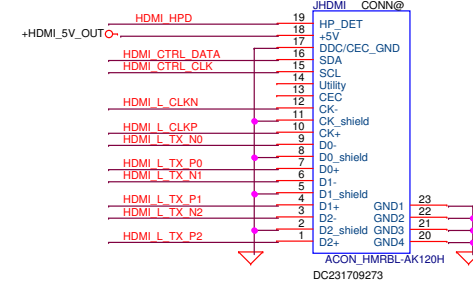 JHDMI CONN@
HDMI_HPD 19 HP_DET
+HDMI_5V_OUT 18 +5V
17 DDC/CEC_GND
HDMI_CTRL_DATA 16 SDA
HDMI_CTRL_CLK 15 SCL
14 Utility
13 CEC
HDMI_L_CLKN 12 CK-
11 CK_shield
HDMI_L_CLKP 10 CK+
HDMI_L_TX_N0 9 D0-
8 D0_shield
HDMI_L_TX_P0 7 D0+
HDMI_L_TX_N1 6 D1-
5 D1_shield
HDMI_L_TX_P1 4 D1+ GND1 23
HDMI_L_TX_N2 3 D2- GND2 22
2 D2_shield GND3 21
HDMI_L_TX_P2 1 D2+ GND4 20
ACON_HMRBL-AK120H
DC231709273